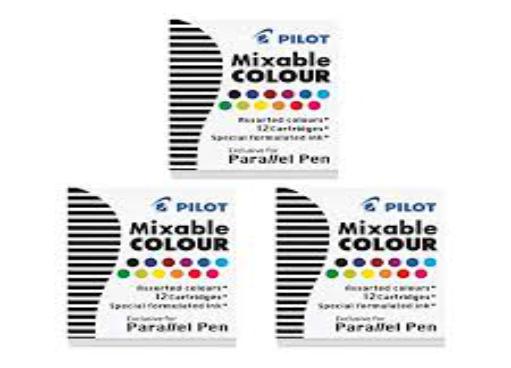 PILOT
Mixable
COLOUR
Assorted colours*
12 Cartridges*
Special formulated ink*
Exclusive for
Parallel Pen
PILOT
Mixable
COLOUR
Assorted colours*
12 Cartridges*
Special formulated ink*
Exclusive for
Parallel Pen
PILOT
Mixable
COLOUR
Assorted colours*
12 Cartridges*
Special formulated ink*
Exclusive for
Parallel Pen